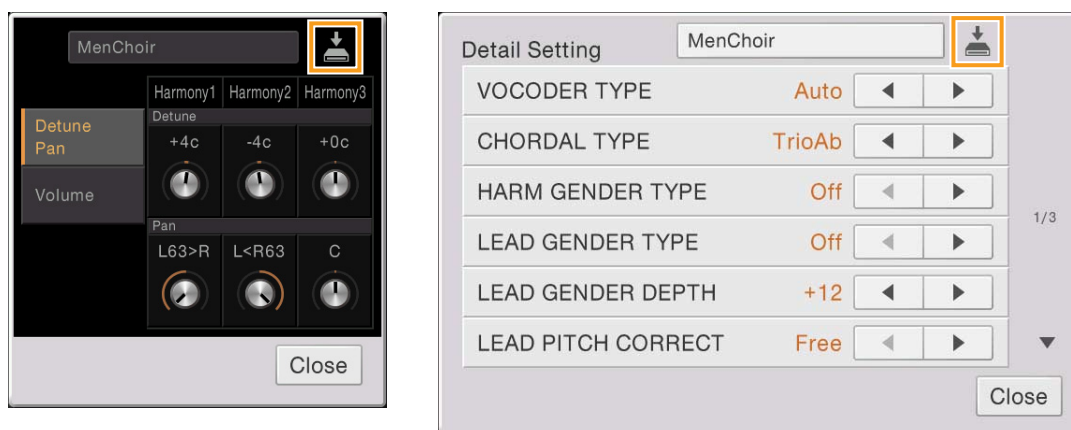 MenChoir
Harmony1 Harmony2 Harmony3
Detune
Pan
Detune
+4c -4c +0c
Volume
Pan
L63>R L<R63 C
Close
Detail Setting MenChoir
VOCODER TYPE Auto
CHORDAL TYPE TrioAb
HARM GENDER TYPE Off
1/3
LEAD GENDER TYPE Off
LEAD GENDER DEPTH +12
LEAD PITCH CORRECT Free
Close